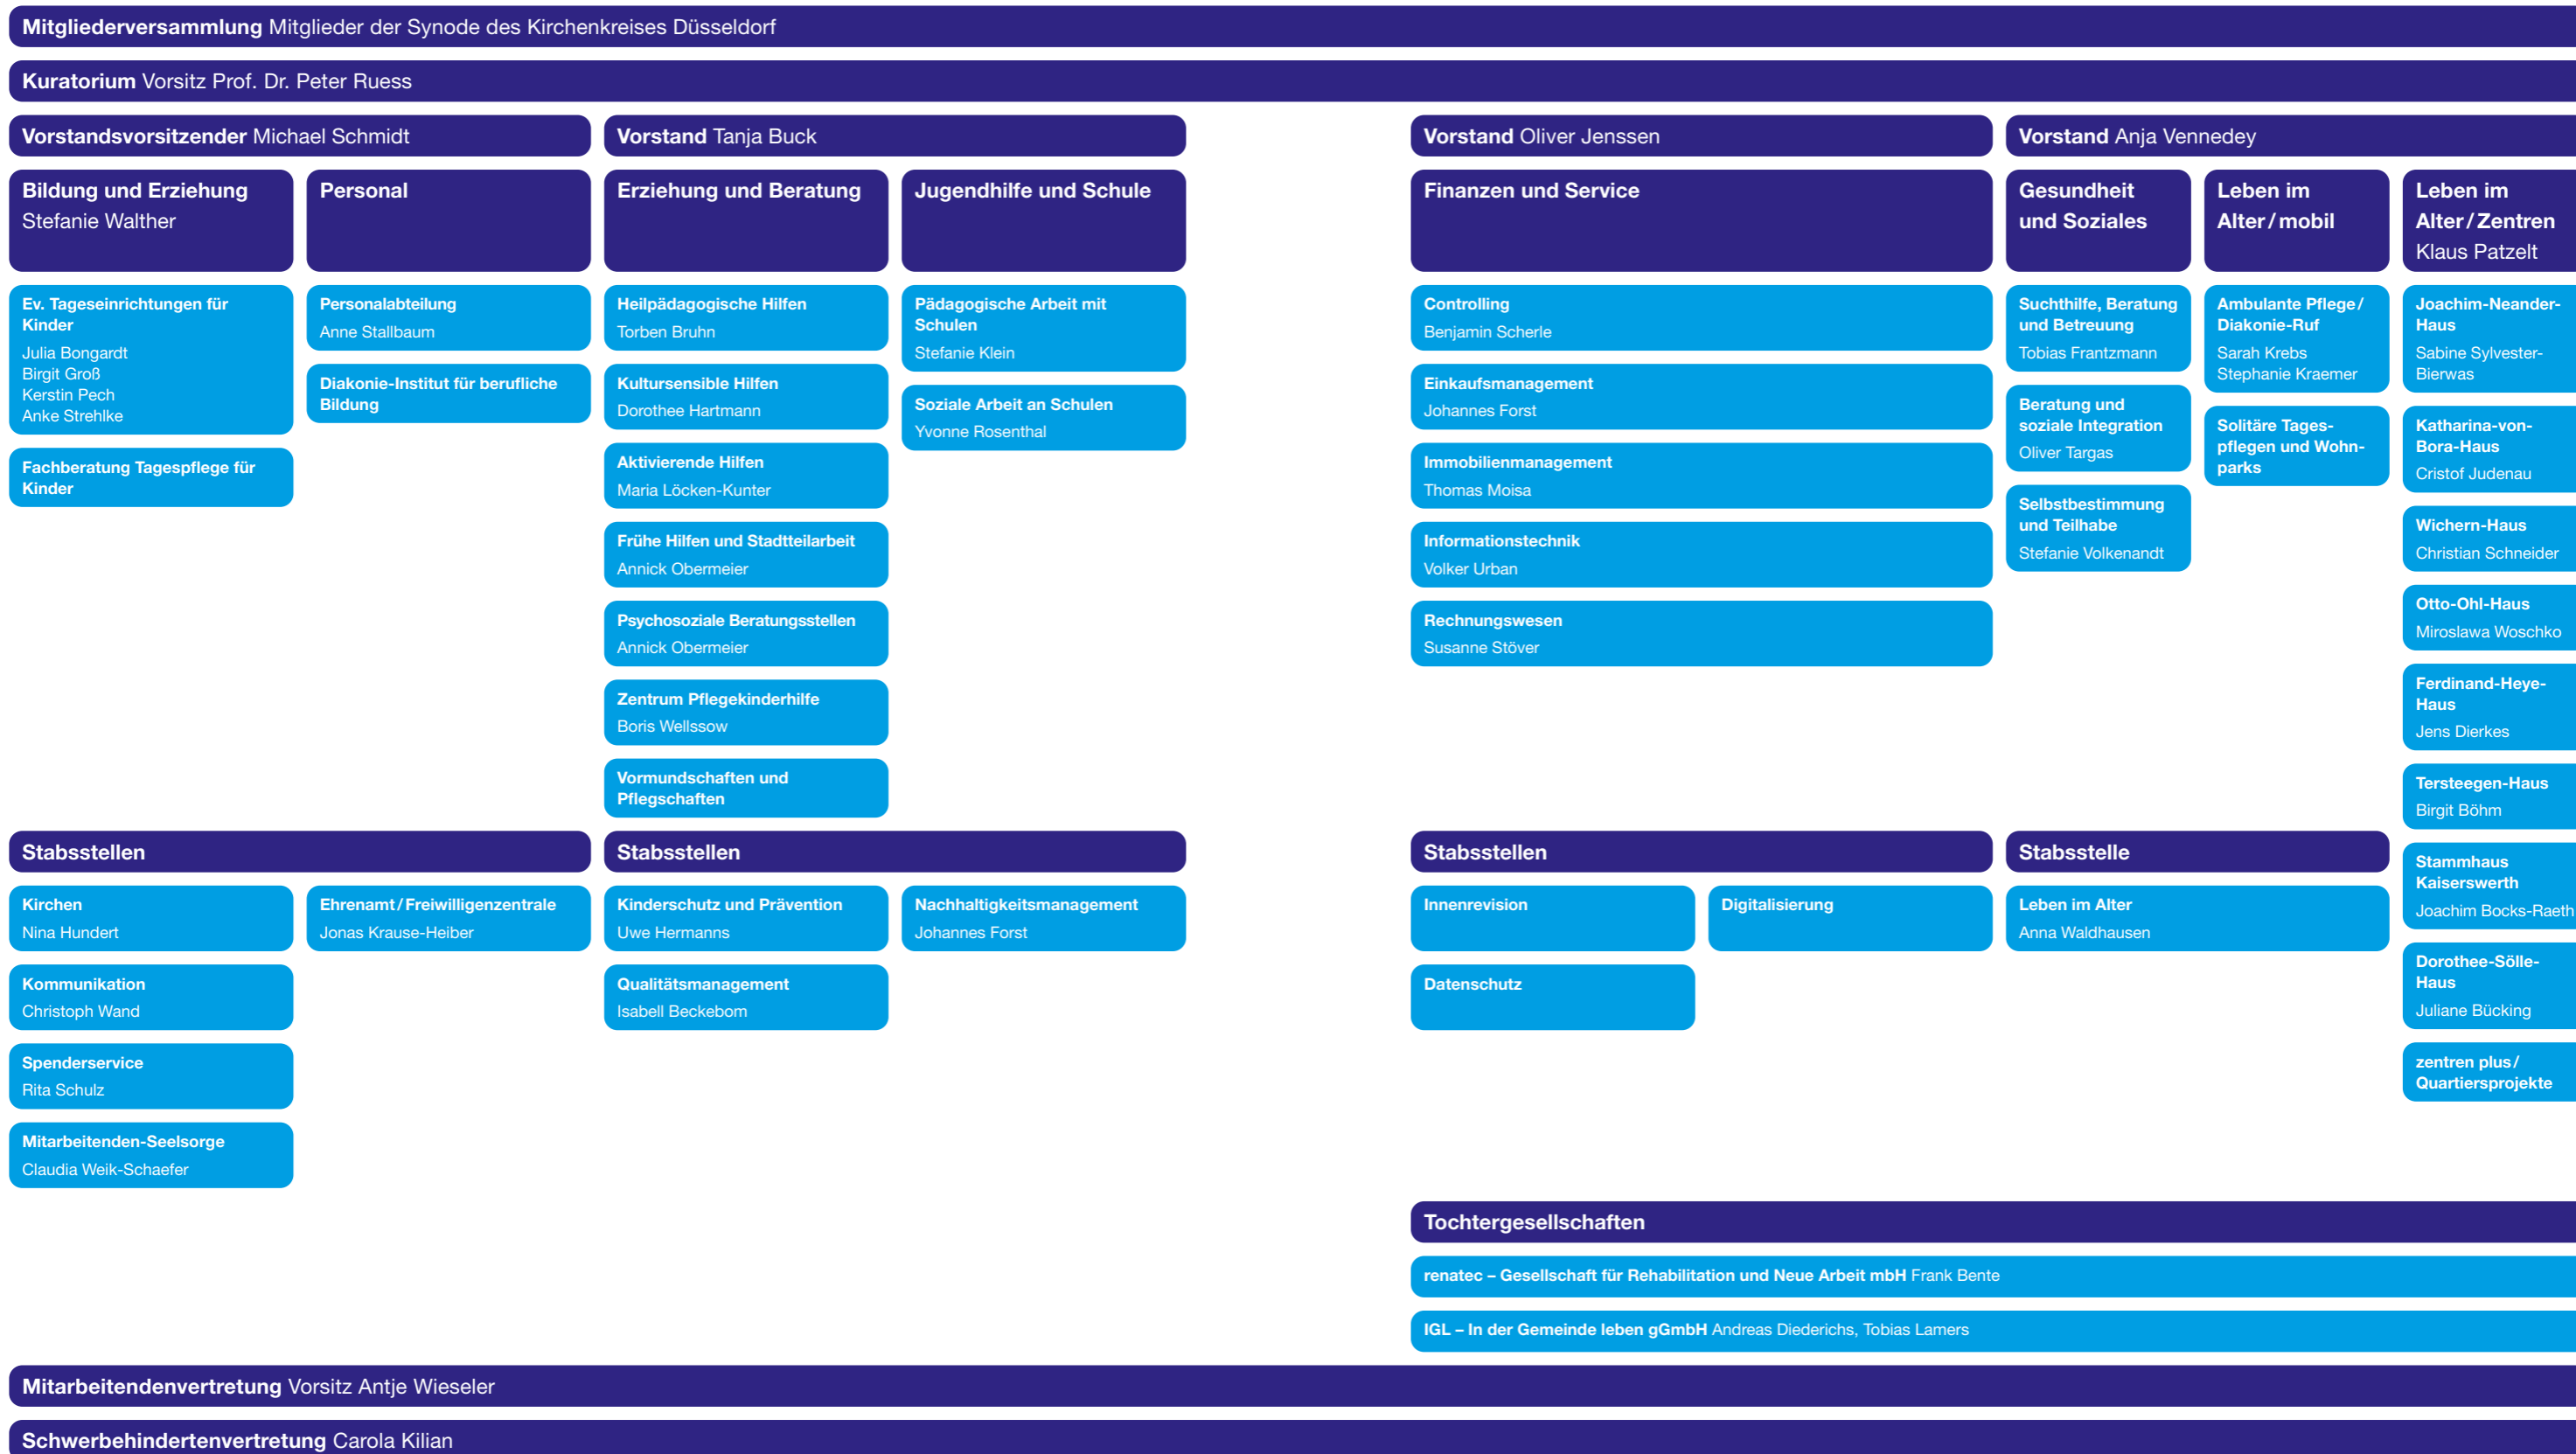 Mitgliederversammlung Mitglieder der Synode des Kirchenkreises Düsseldorf
Kuratorium Vorsitz Prof. Dr. Peter Ruess
Vorstandsvorsitzender Michael Schmidt
Bildung und Erziehung
Stefanie Walther
Ev. Tageseinrichtungen für
Kinder
Julia Bongardt
Birgit Groß
Kerstin Pech
Anke Strehlke
Fachberatung Tagespflege für
Kinder
Personal
Personalabteilung
Anne Stallbaum
Diakonie-Institut für berufliche
Bildung
Stabsstellen
Kirchen
Nina Hundert
Kommunikation
Christoph Wand
Spenderservice
Rita Schulz
Mitarbeitenden-Seelsorge
Claudia Weik-Schaefer
Ehrenamt / Freiwilligenzentrale
Jonas Krause-Heiber
Vorstand Tanja Buck
Erziehung und Beratung
Heilpädagogische Hilfen
Torben Bruhn
Kultursensible Hilfen
Dorothee Hartmann
Aktivierende Hilfen
Maria Löcken-Kunter
Frühe Hilfen und Stadtteilarbeit
Annick Obermeier
Psychosoziale Beratungsstellen
Annick Obermeier
Zentrum Pflegekinderhilfe
Boris Wellssow
Vormundschaften und
Pflegschaften
Jugendhilfe und Schule
Pädagogische Arbeit mit
Schulen
Stefanie Klein
Soziale Arbeit an Schulen
Yvonne Rosenthal
Stabsstellen
Kinderschutz und Prävention
Uwe Hermanns
Qualitätsmanagement
Isabell Beckebom
Nachhaltigkeitsmanagement
Johannes Forst
Vorstand Oliver Jenssen
Finanzen und Service
Controlling
Benjamin Scherle
Einkaufsmanagement
Johannes Forst
Immobilienmanagement
Thomas Moisa
Informationstechnik
Volker Urban
Rechnungswesen
Susanne Stöver
Stabsstellen
Innenrevision
Datenschutz
Digitalisierung
Vorstand Anja Vennedey
Gesundheit
und Soziales
Suchthilfe, Beratung
und Betreuung
Tobias Frantzmann
Beratung und
soziale Integration
Oliver Targas
Selbstbestimmung
und Teilhabe
Stefanie Volkenandt
Leben im
Alter / mobil
Ambulante Pflege /
Diakonie-Ruf
Sarah Krebs
Stephanie Kraemer
Solitäre Tages-
pflegen und Wohn-
parks
Stabsstelle
Leben im Alter
Anna Waldhausen
Leben im
Alter / Zentren
Klaus Patzelt
Joachim-Neander-
Haus
Sabine Sylvester-
Bierwas
Katharina-von-
Bora-Haus
Cristof Judenau
Wichern-Haus
Christian Schneider
Otto-Ohl-Haus
Miroslawa Woschko
Ferdinand-Heye-
Haus
Jens Dierkes
Tersteegen-Haus
Birgit Böhm
Stammhaus
Kaiserswerth
Joachim Bocks-Raeth
Dorothee-Sölle-
Haus
Juliane Bücking
zentren plus /
Quartiersprojekte
Tochtergesellschaften
renatec – Gesellschaft für Rehabilitation und Neue Arbeit mbH Frank Bente
IGL – In der Gemeinde leben gGmbH Andreas Diederichs, Tobias Lamers
Mitarbeitendenvertretung Vorsitz Antje Wieseler
Schwerbehindertenvertretung Carola Kilian